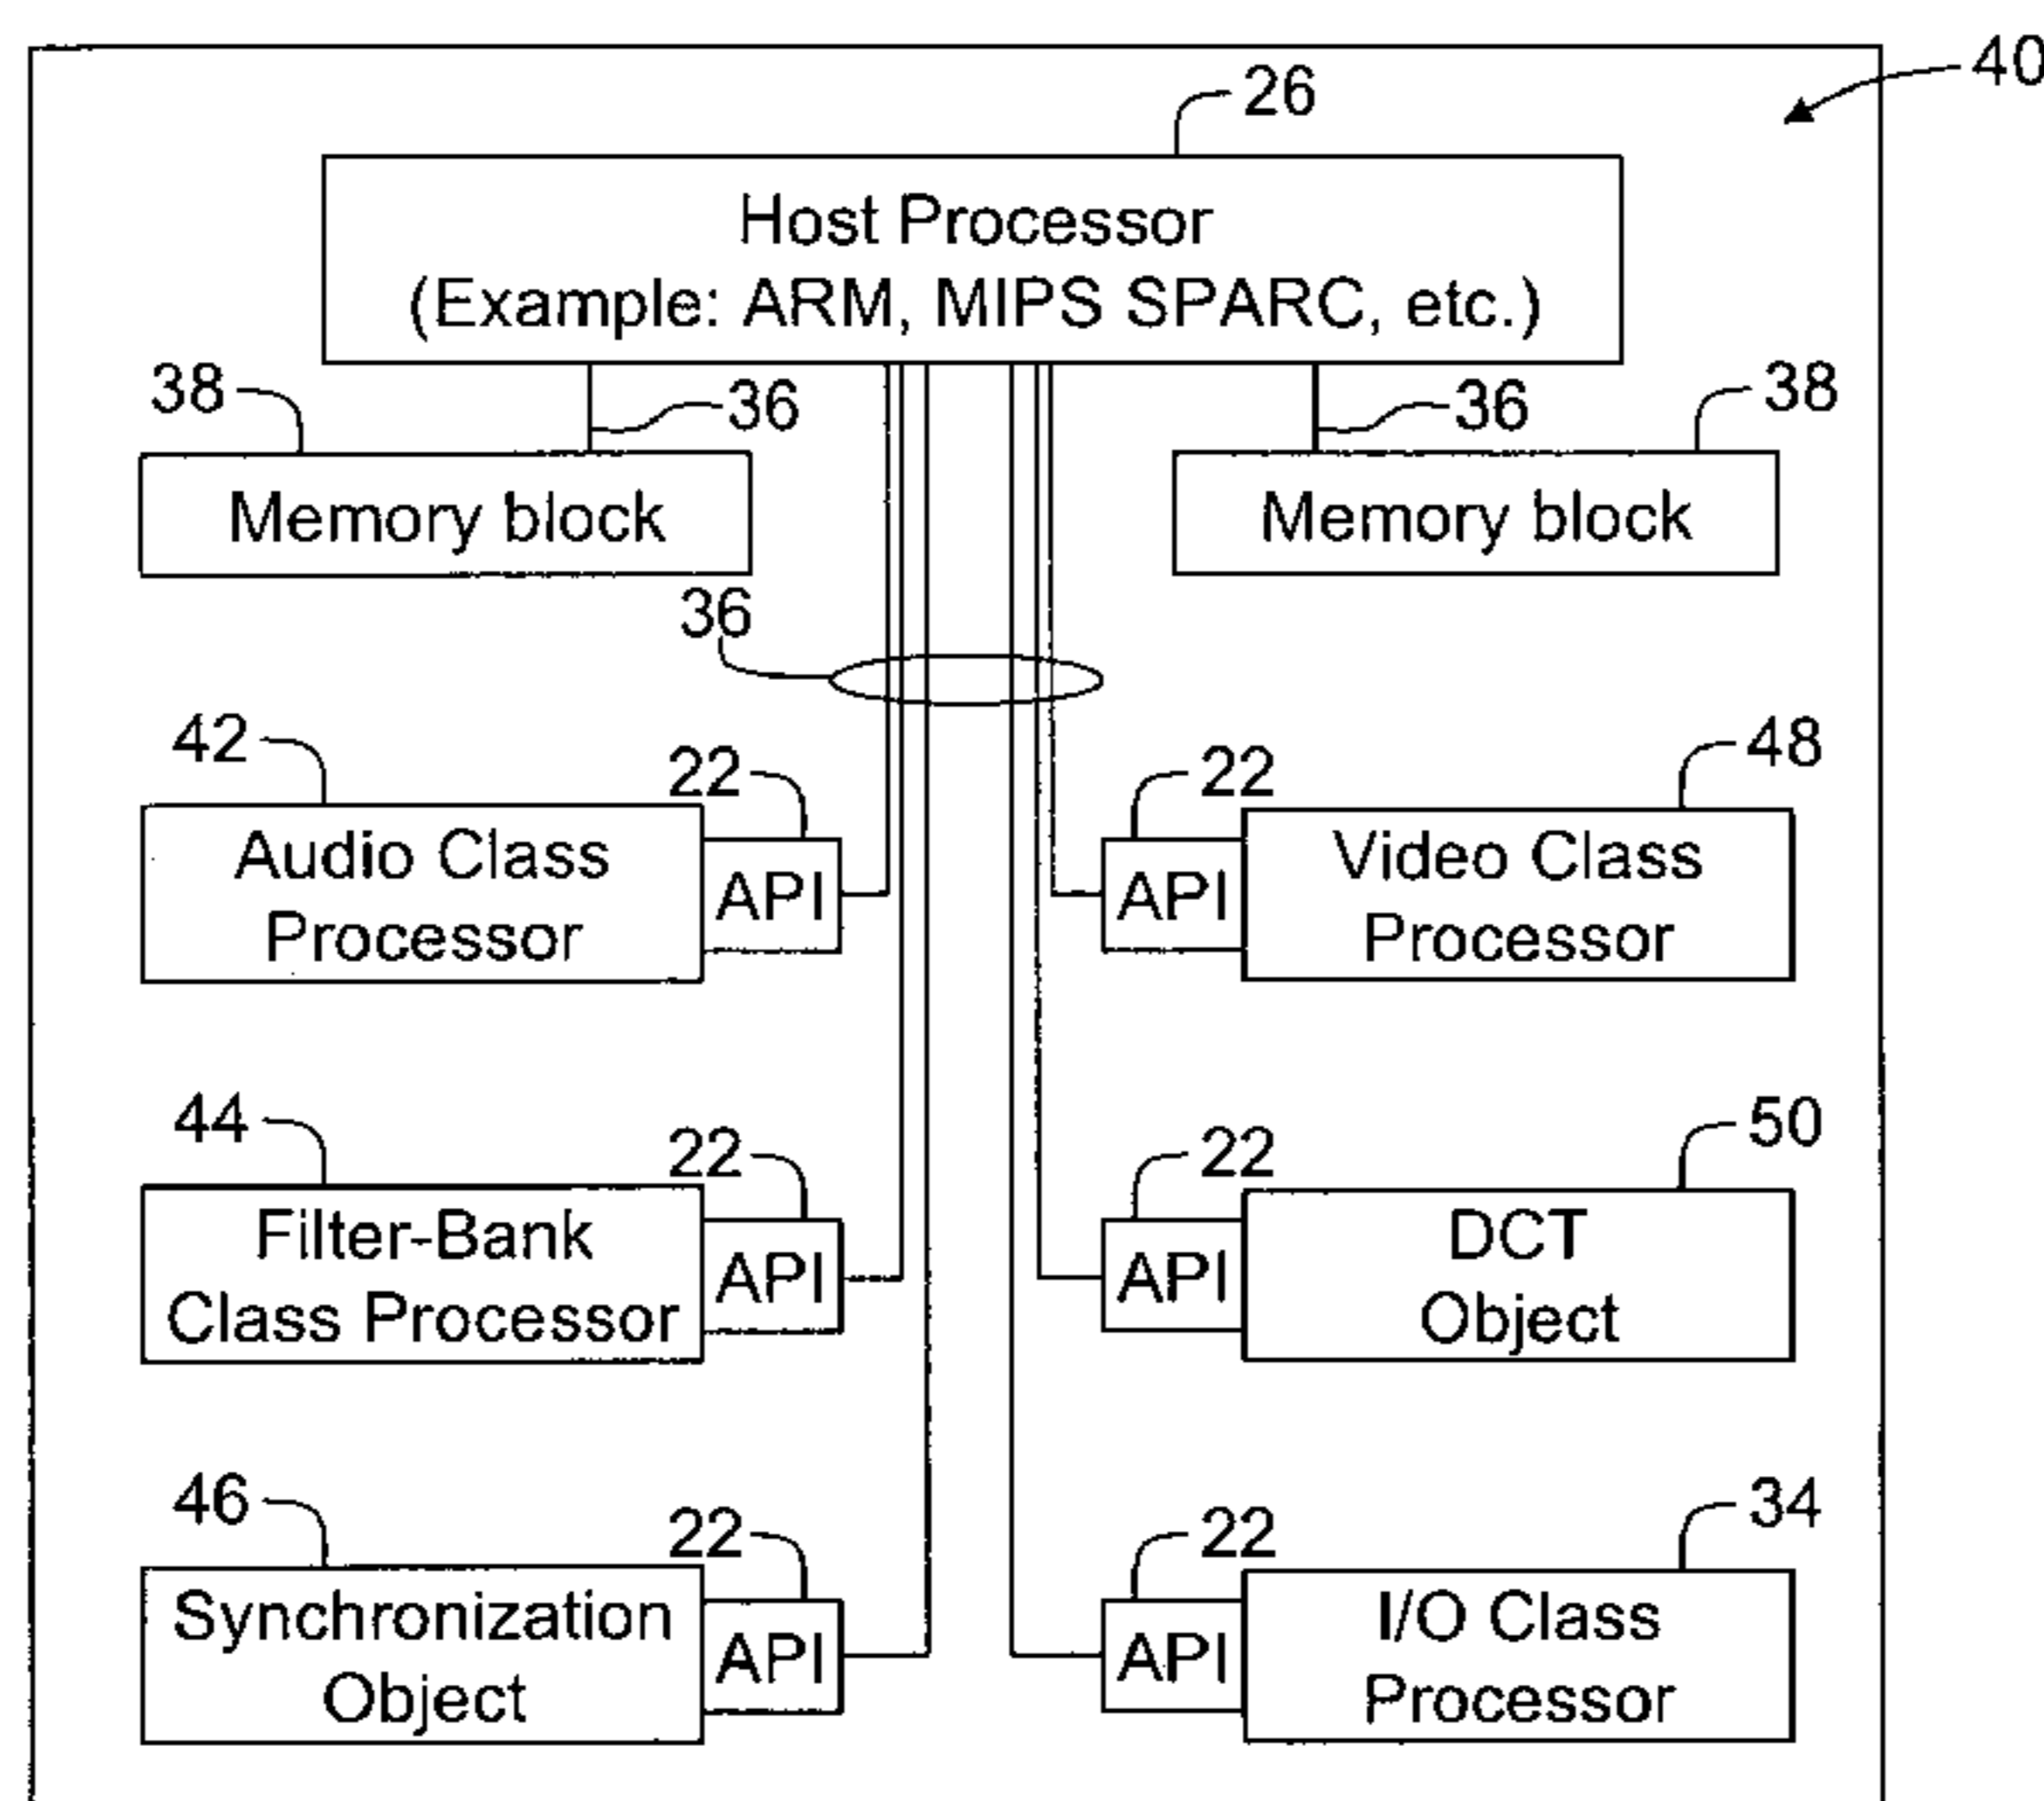 40
26
Host Processor
(Example: ARM, MIPS SPARC, etc.)
38
36
36
38
Memory block
Memory block
36
42
22
22
48
Audio Class
Processor
API
API
Video Class
Processor
44
22
22
50
Filter-Bank
Class Processor
API
API
DCT
Object
46
22
22
34
Synchronization
Object
API
API
I/O Class
Processor